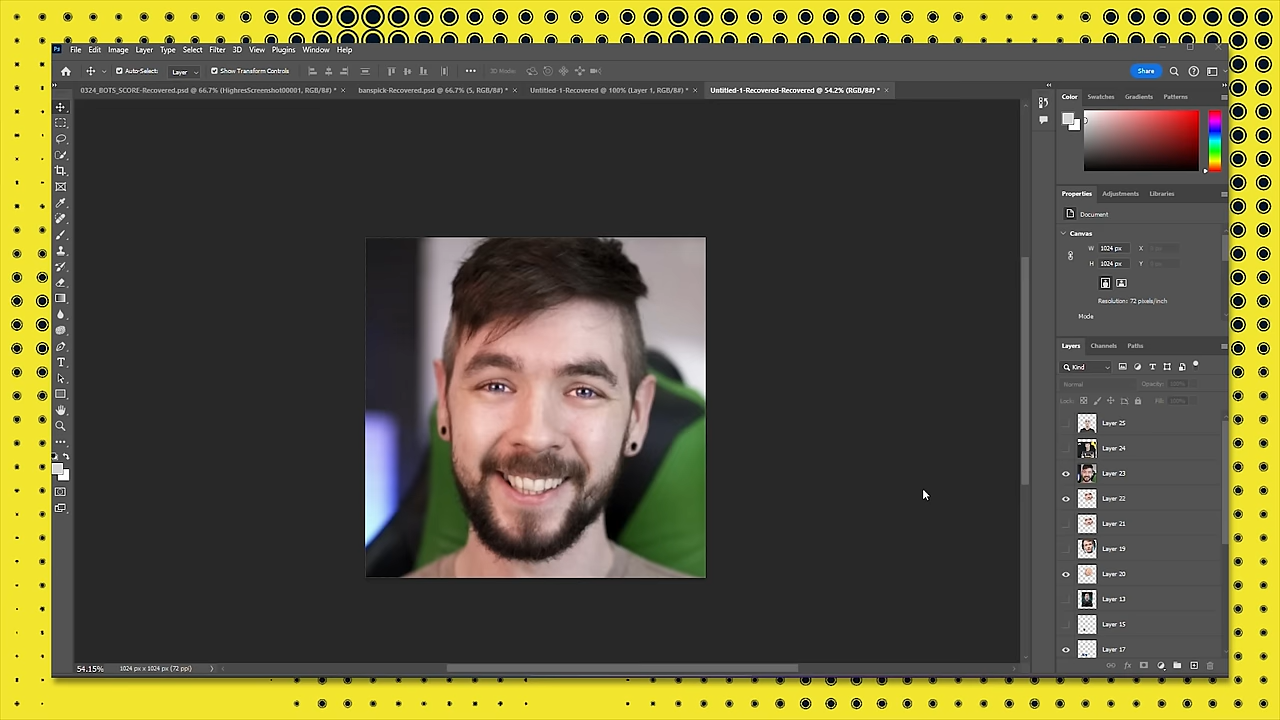 Ps File Edit Image Layer Type Select Filter 3D View Plugins Window Help
Auto-Select: Layer Show Transform Controls 3D Mode: Share
0324_BOTS_SCORE-Recovered.psd @ 66.7% (HighresScreenshot00001, RGB/8#) * × banspick-Recovered.psd @ 66.7% (5, RGB/8#) * × Untitled-1-Recovered @ 100% (Layer 1, RGB/8#) * × Untitled-1-Recovered-Recovered @ 54.2% (RGB/8#) * ×
Color Swatches Gradients Patterns
Properties Adjustments Libraries
Document
Canvas
W 1024 px X
H 1024 px Y
Resolution: 72 pixels/inch
Mode
Layers Channels Paths
Kind
Normal Opacity: 100%
Lock: Fill: 100%
Layer 25
Layer 24
Layer 23
Layer 22
Layer 21
Layer 19
Layer 20
Layer 13
Layer 15
Layer 17
54.15% 1024 px x 1024 px (72 ppi)